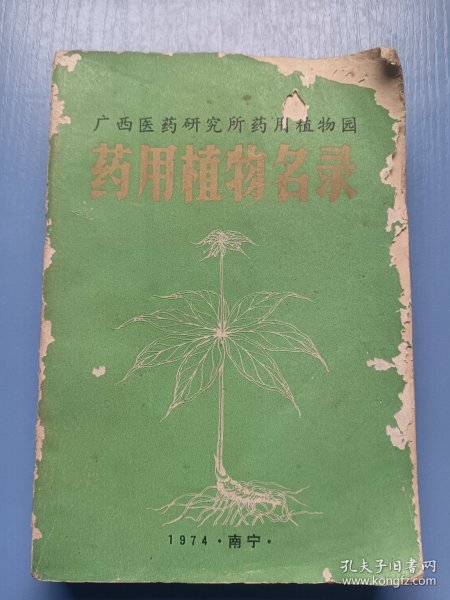 广西医药研究所药用植物园
药用植物名录
1974·南宁·
孔夫子旧书网
www.kongfz.com